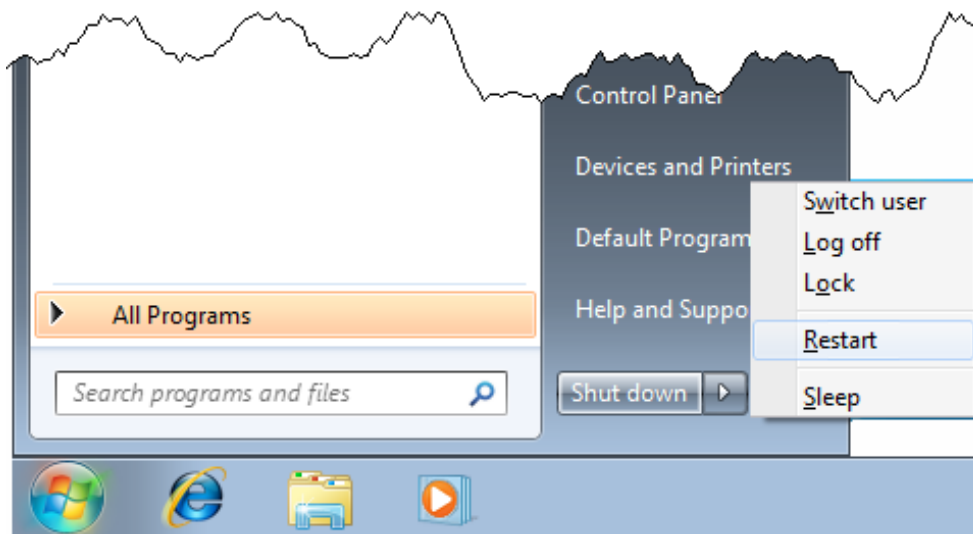 Control Panel
Devices and Printers
Default Program
Help and Suppo
All Programs
Search programs and files
Shut down
Switch user
Log off
Lock
Restart
Sleep